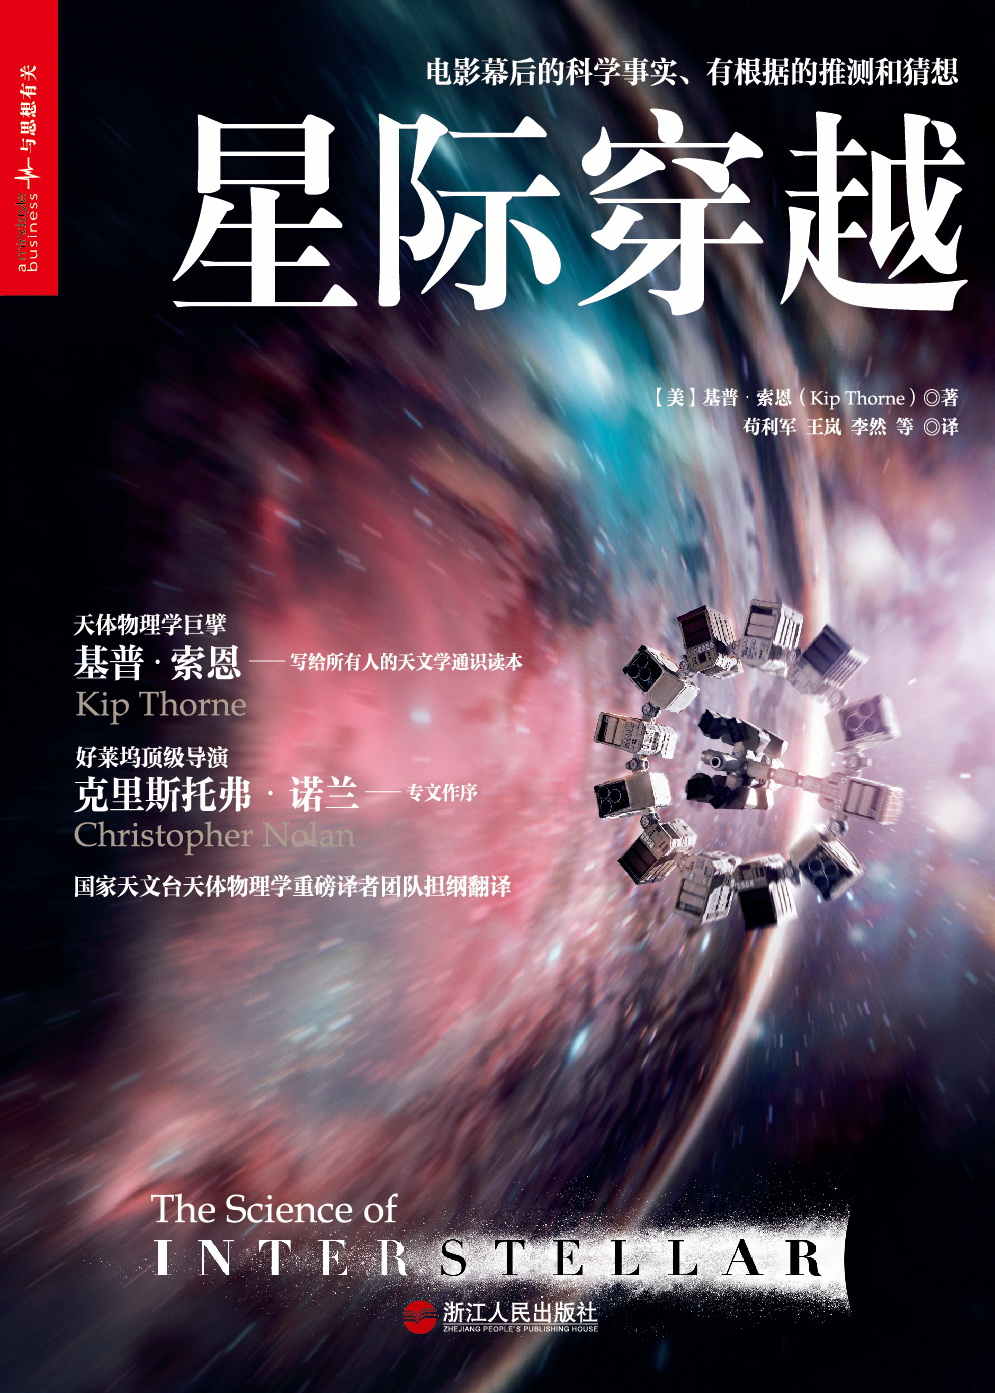 电影幕后的科学事实、有根据的推测和猜想
与思想有关
business
星际穿越
【美】基普·索恩（Kip Thorne）◎著
苟利军 王岚 李然 等 ◎译
天体物理学巨擘
基普·索恩——写给所有人的天文学通识读本
Kip Thorne
好莱坞顶级导演
克里斯托弗·诺兰——专文作序
Christopher Nolan
国家天文台天体物理学重磅译者团队担纲翻译
The Science of
INTERSTELLAR
浙江人民出版社
ZHEJIANG PEOPLE'S PUBLISHING HOUSE